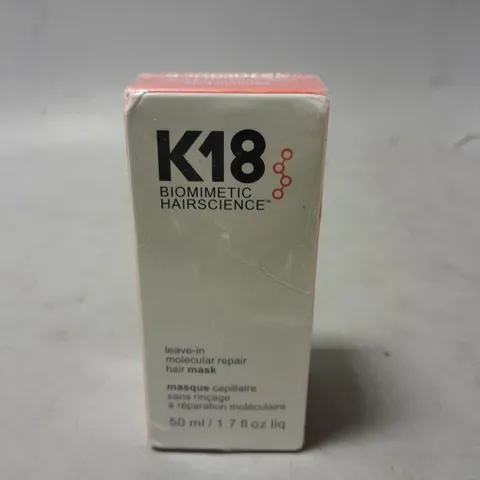 K18
BIOMIMETIC
HAIRSCIENCE™
leave-in
molecular repair
hair mask
masque capillaire
sans rinçage
à réparation moléculaire
50 ml / 1.7 fl oz liq